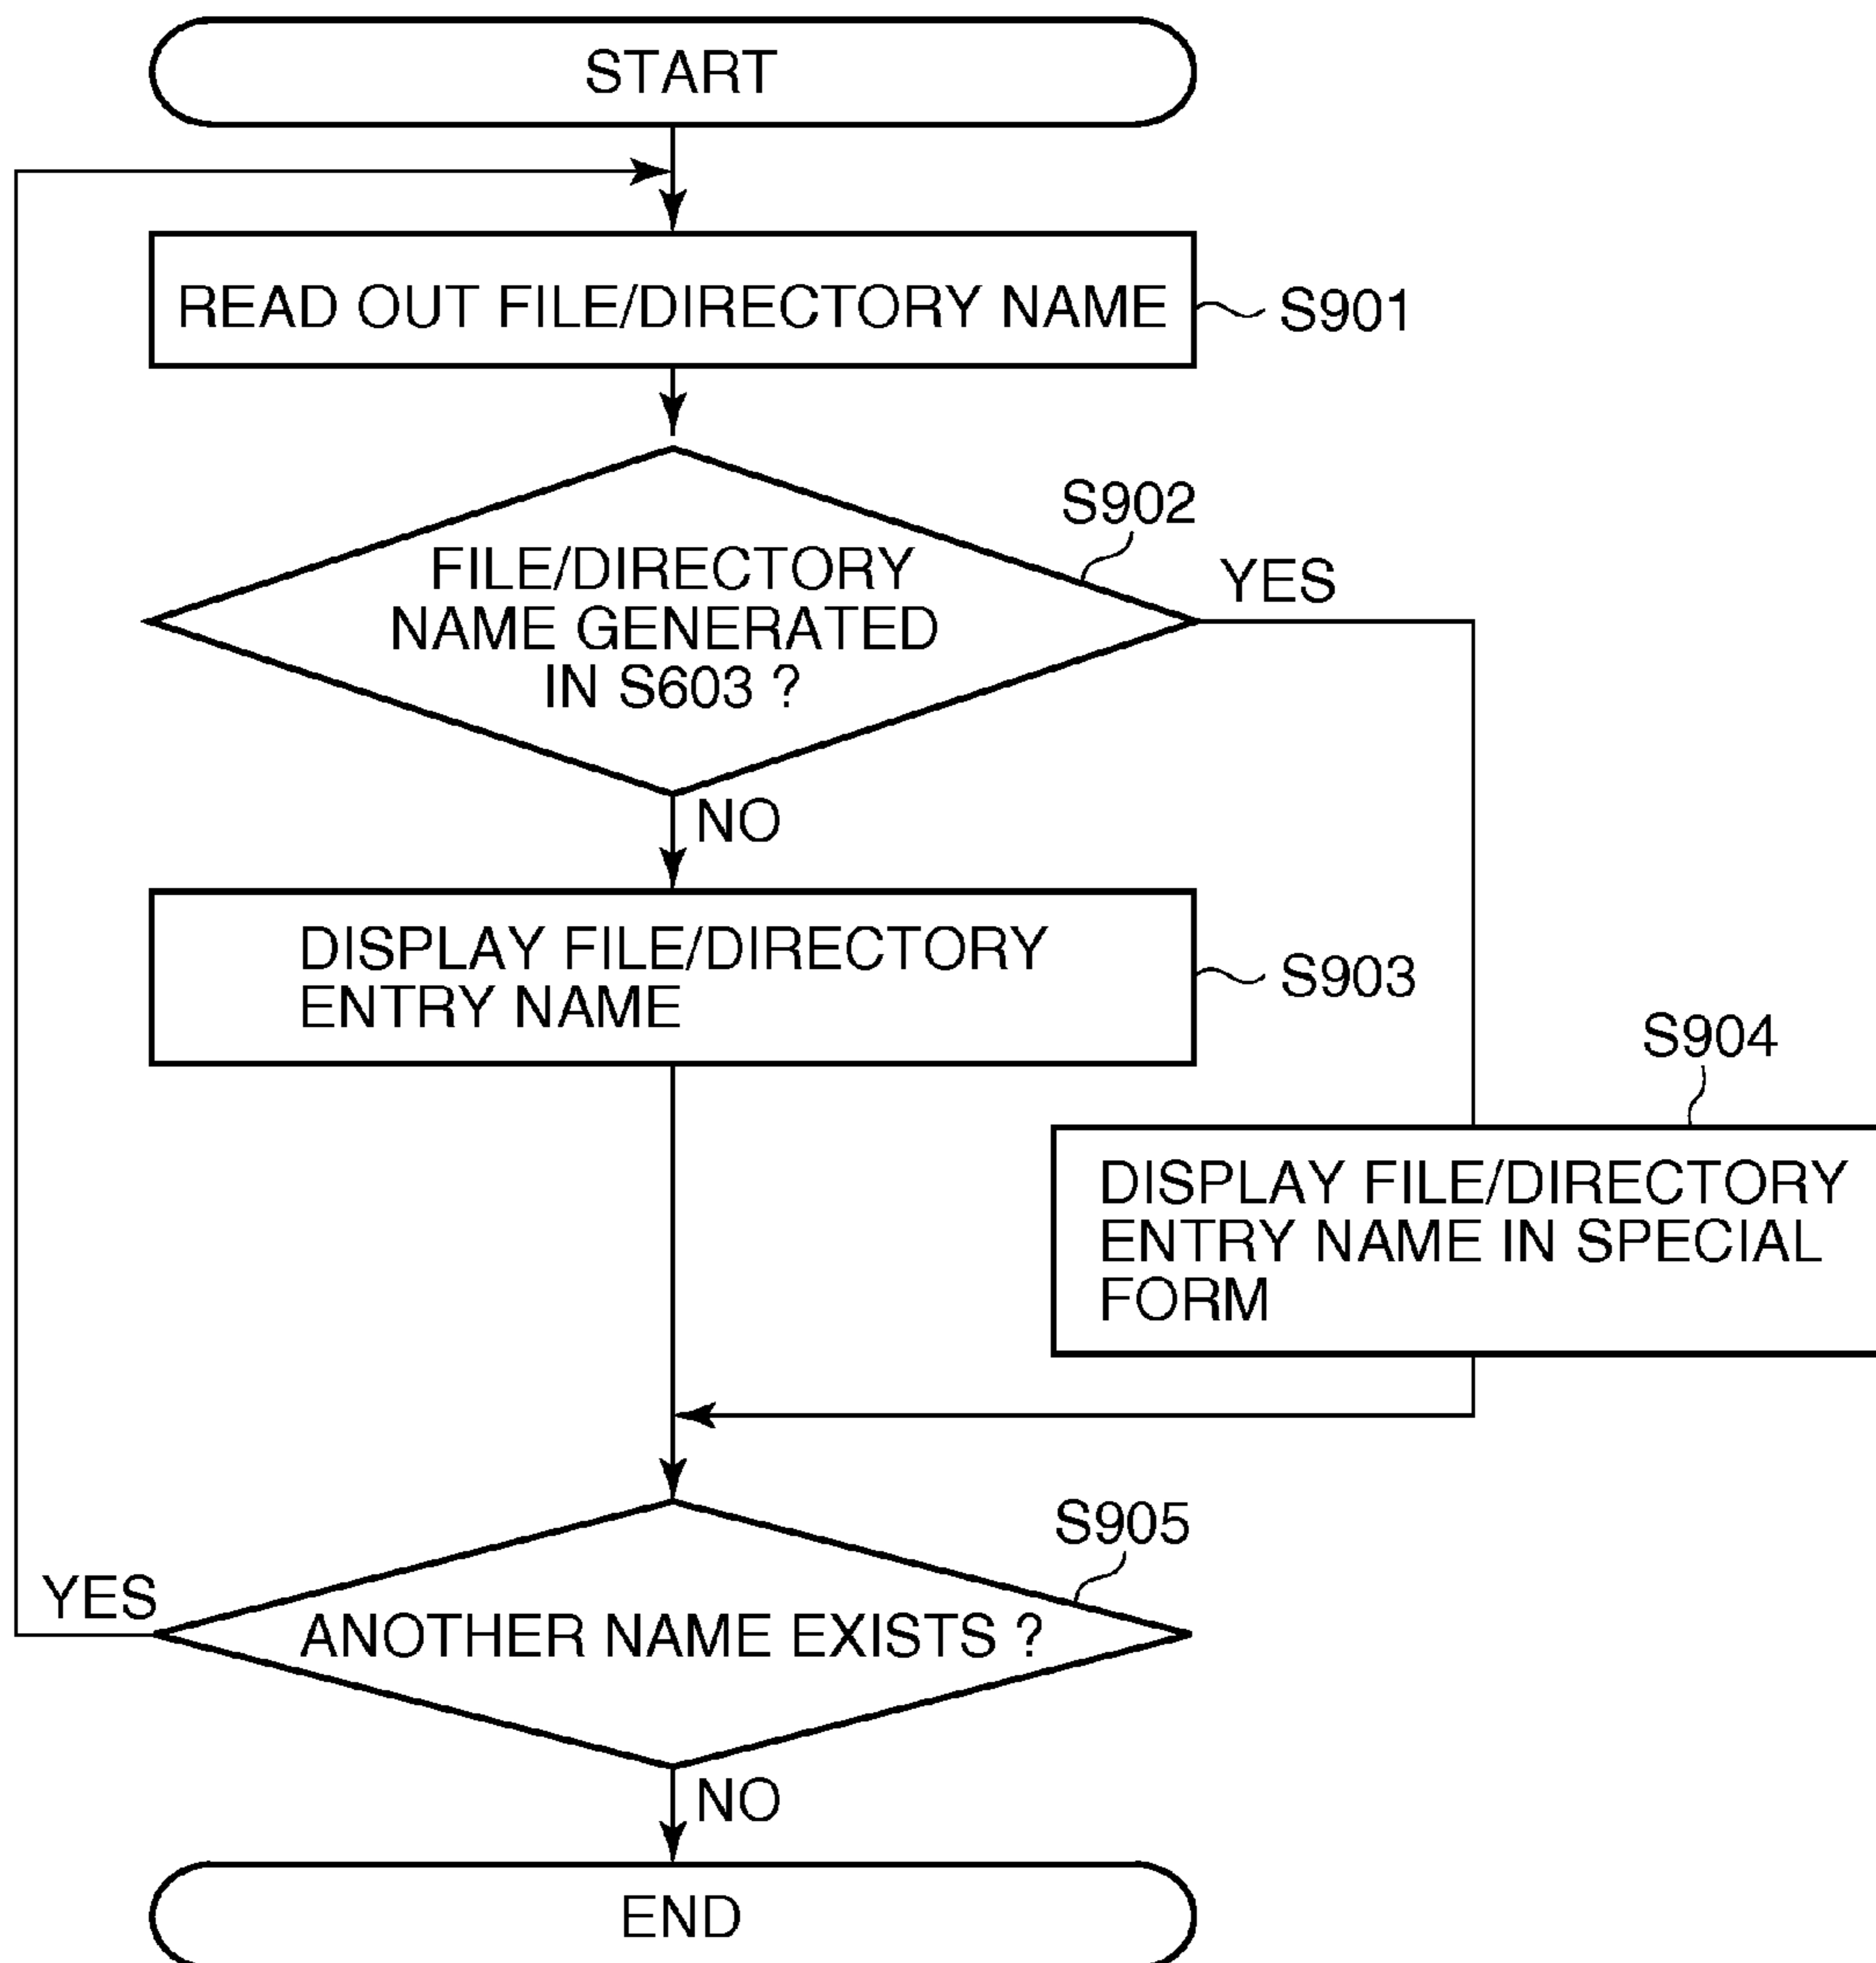 START
READ OUT FILE/DIRECTORY NAME
S901
S902
FILE/DIRECTORY
NAME GENERATED
IN S603 ?
YES
NO
DISPLAY FILE/DIRECTORY
ENTRY NAME
S903
S904
DISPLAY FILE/DIRECTORY
ENTRY NAME IN SPECIAL
FORM
S905
YES
ANOTHER NAME EXISTS ?
NO
END